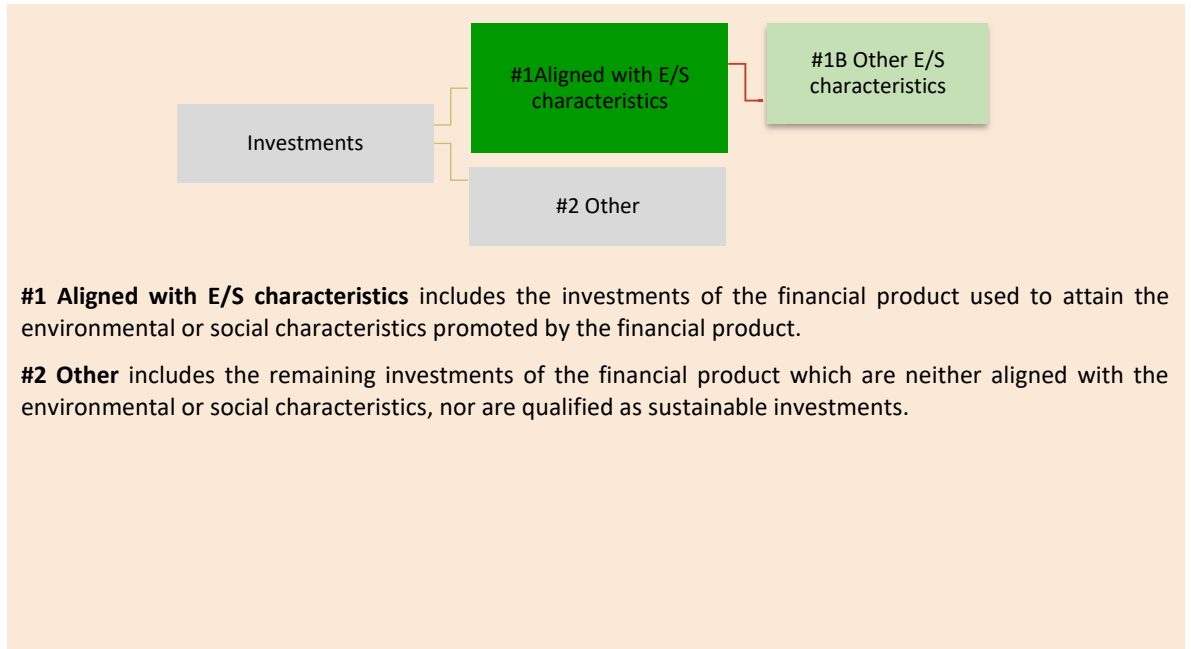 #1Aligned with E/S
characteristics
#1B Other E/S
characteristics
Investments
#2 Other
#1 Aligned with E/S characteristics includes the investments of the financial product used to attain the
environmental or social characteristics promoted by the financial product.
#2 Other includes the remaining investments of the financial product which are neither aligned with the
environmental or social characteristics, nor are qualified as sustainable investments.